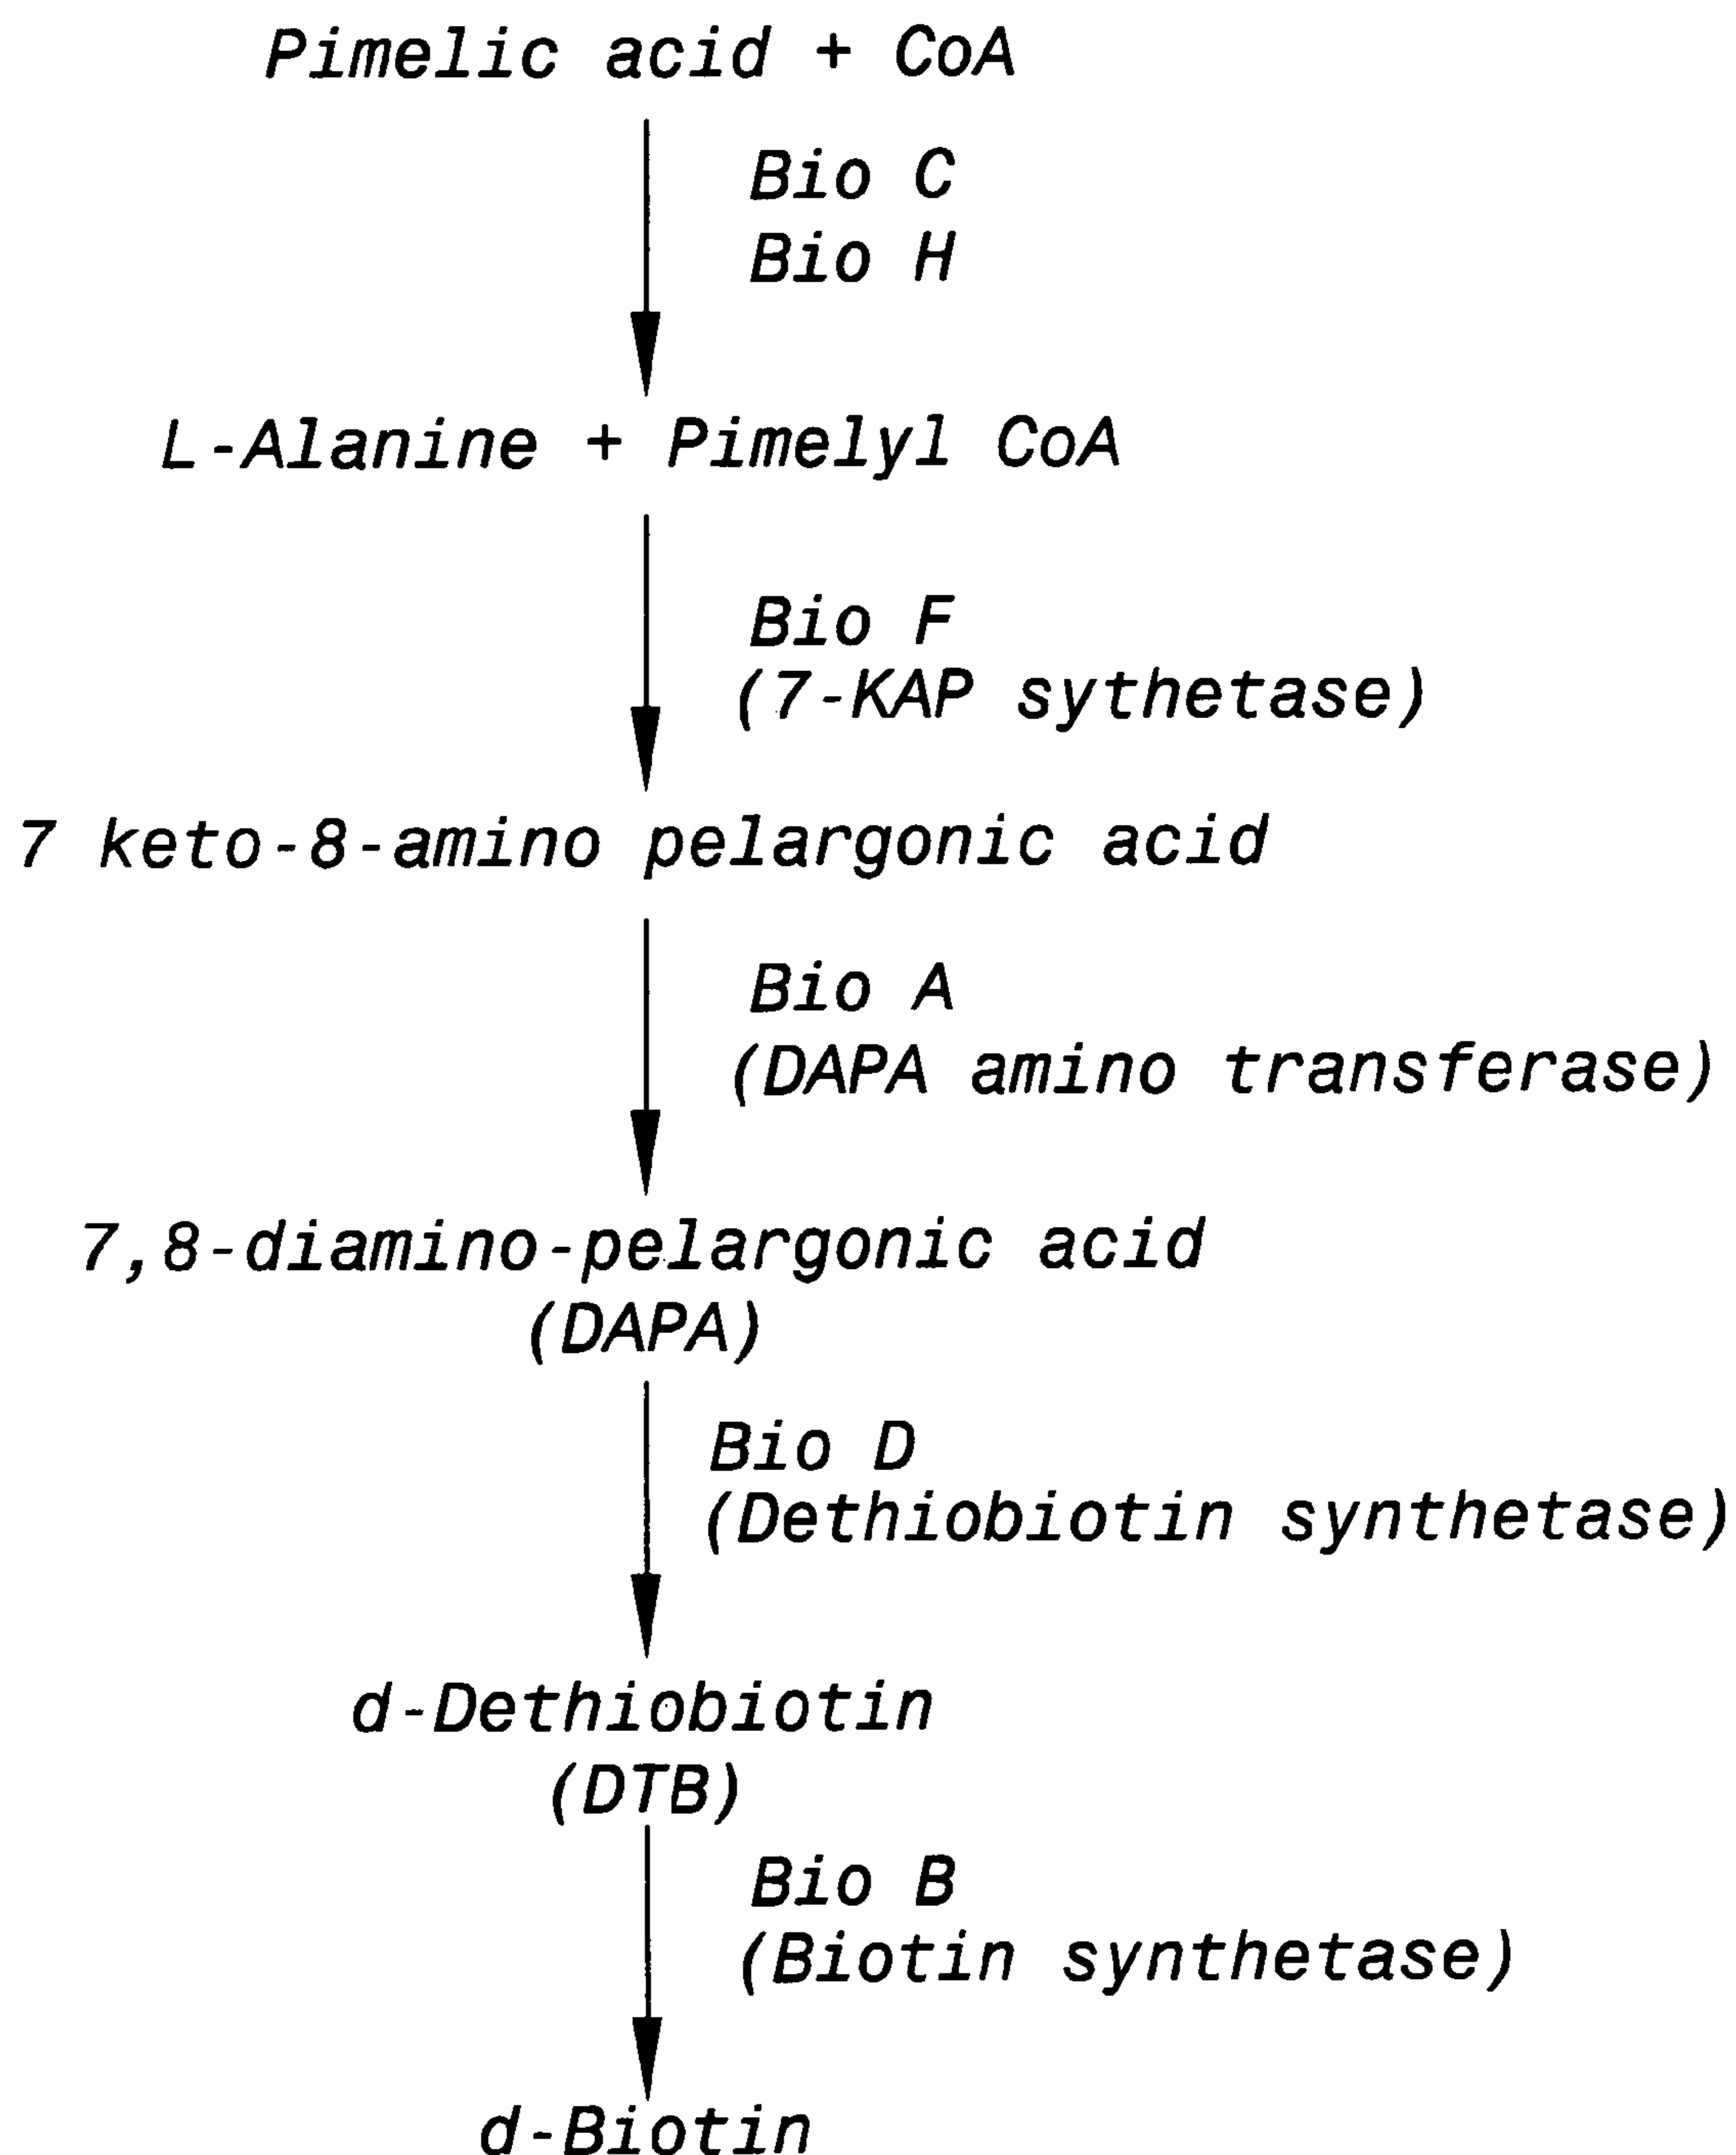 Pimelic acid + CoA
Bio C
Bio H
L-Alanine + Pimelyl CoA
Bio F
(7-KAP sythetase)
7 keto-8-amino pelargonic acid
Bio A
(DAPA amino transferase)
7,8-diamino-pelargonic acid
(DAPA)
Bio D
(Dethiobiotin synthetase)
d-Dethiobiotin
(DTB)
Bio B
(Biotin synthetase)
d-Biotin